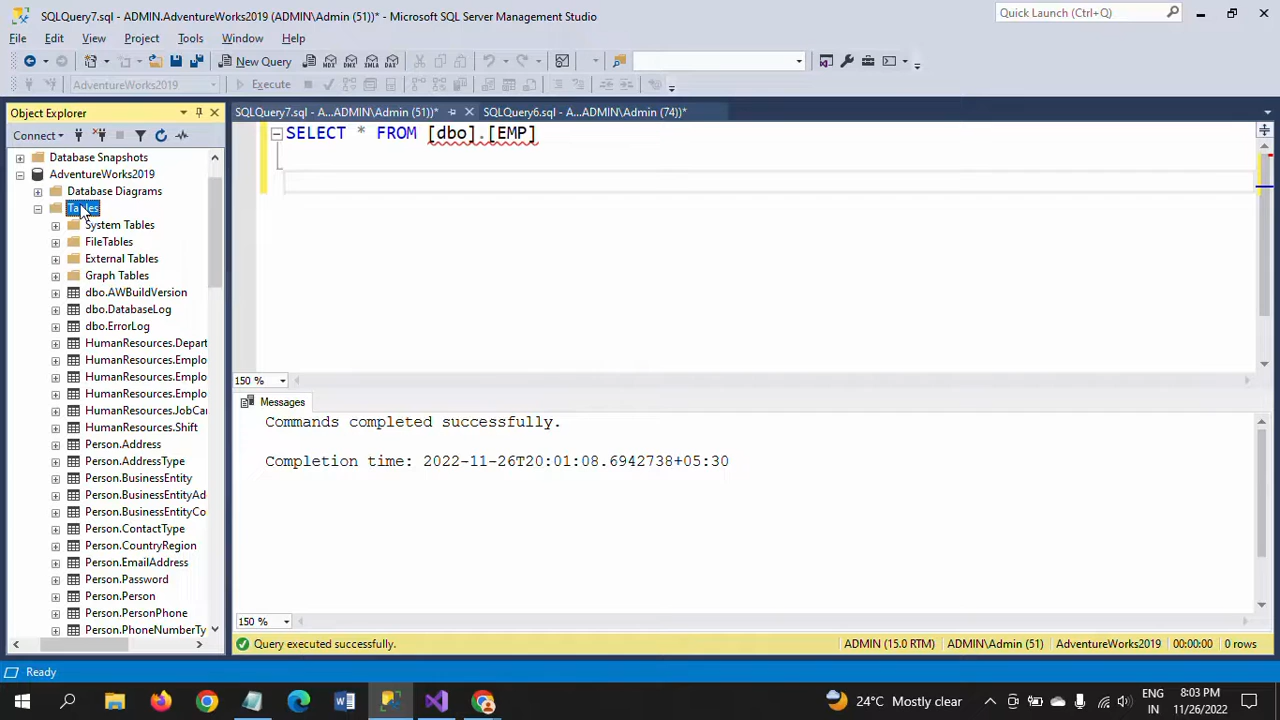 SQLQuery7.sql - ADMIN.AdventureWorks2019 (ADMIN\Admin (51))* - Microsoft SQL Server Management Studio
Quick Launch (Ctrl+Q)
File Edit View Project Tools Window Help
New Query
MDX DMX XMLA DAX
AdventureWorks2019
Execute
Object Explorer
SQLQuery7.sql - A...ADMIN\Admin (51))*
SQLQuery6.sql - A...ADMIN\Admin (74))*
Connect
Database Snapshots
AdventureWorks2019
Database Diagrams
Tables
System Tables
FileTables
External Tables
Graph Tables
dbo.AWBuildVersion
dbo.DatabaseLog
dbo.ErrorLog
HumanResources.Depart
HumanResources.Emplo
HumanResources.Emplo
HumanResources.Emplo
HumanResources.JobCar
HumanResources.Shift
Person.Address
Person.AddressType
Person.BusinessEntity
Person.BusinessEntityAd
Person.BusinessEntityCo
Person.ContactType
Person.CountryRegion
Person.EmailAddress
Person.Password
Person.Person
Person.PersonPhone
Person.PhoneNumberTy
SELECT * FROM [dbo].[EMP]
150 %
Messages
Commands completed successfully.
Completion time: 2022-11-26T20:01:08.6942738+05:30
150 %
Query executed successfully.
ADMIN (15.0 RTM) ADMIN\Admin (51) AdventureWorks2019 00:00:00 0 rows
Ready
24°C Mostly clear
ENG
IN
8:03 PM
11/26/2022